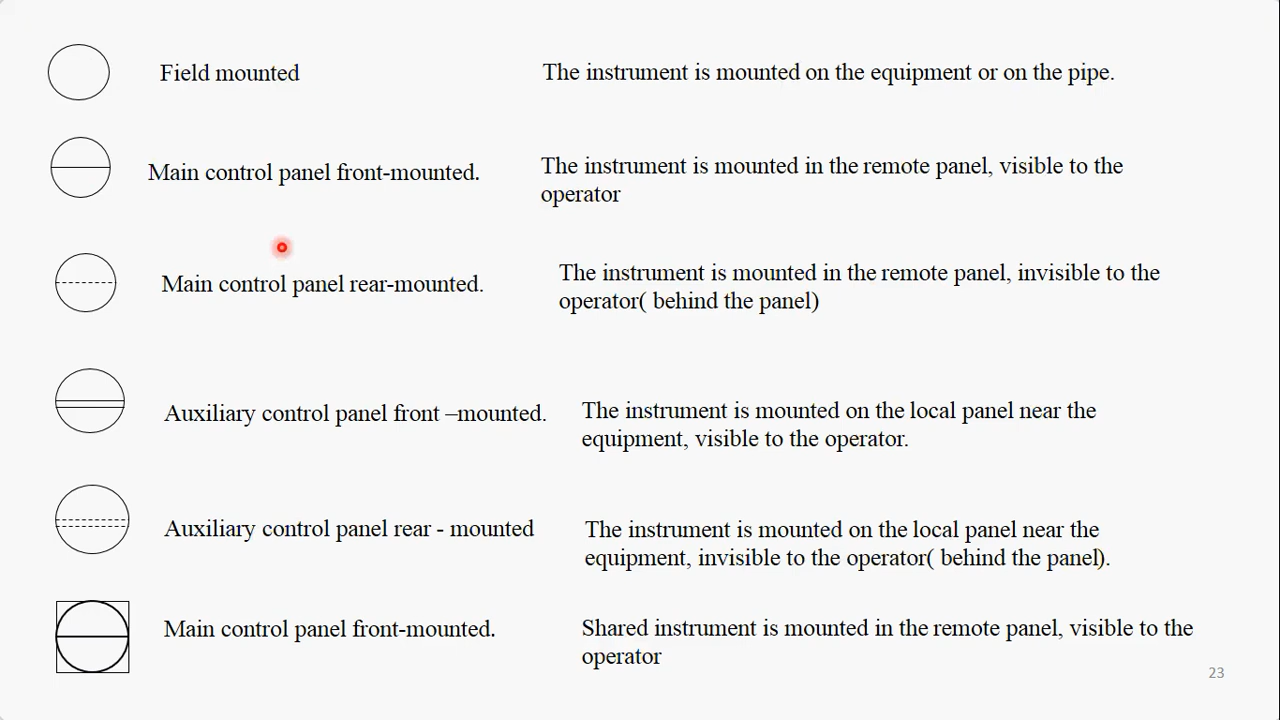 Field mounted
The instrument is mounted on the equipment or on the pipe.
Main control panel front-mounted.
The instrument is mounted in the remote panel, visible to the
operator
Main control panel rear-mounted.
The instrument is mounted in the remote panel, invisible to the
operator( behind the panel)
Auxiliary control panel front –mounted.
The instrument is mounted on the local panel near the
equipment, visible to the operator.
Auxiliary control panel rear - mounted
The instrument is mounted on the local panel near the
equipment, invisible to the operator( behind the panel).
Main control panel front-mounted.
Shared instrument is mounted in the remote panel, visible to the
operator
23